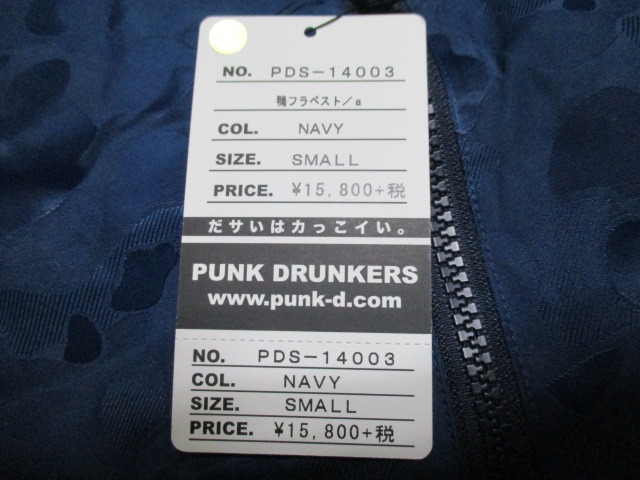 NO. PDS-14003
鴨フラベスト/a
COL. NAVY
SIZE. SMALL
PRICE. ¥15,800+税
だサいはカっこイい。
PUNK DRUNKERS
www.punk-d.com
NO. PDS-14003
COL. NAVY
SIZE. SMALL
PRICE. ¥15,800+税